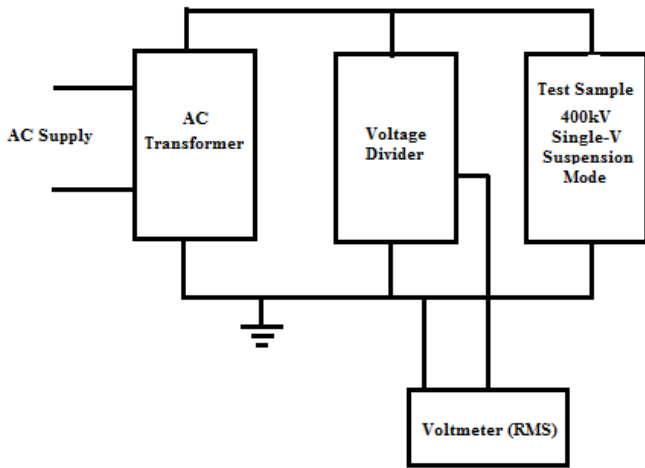 AC Supply
AC
Transformer
Voltage
Divider
Test Sample
400kV
Single-V
Suspension
Mode
Voltmeter (RMS)